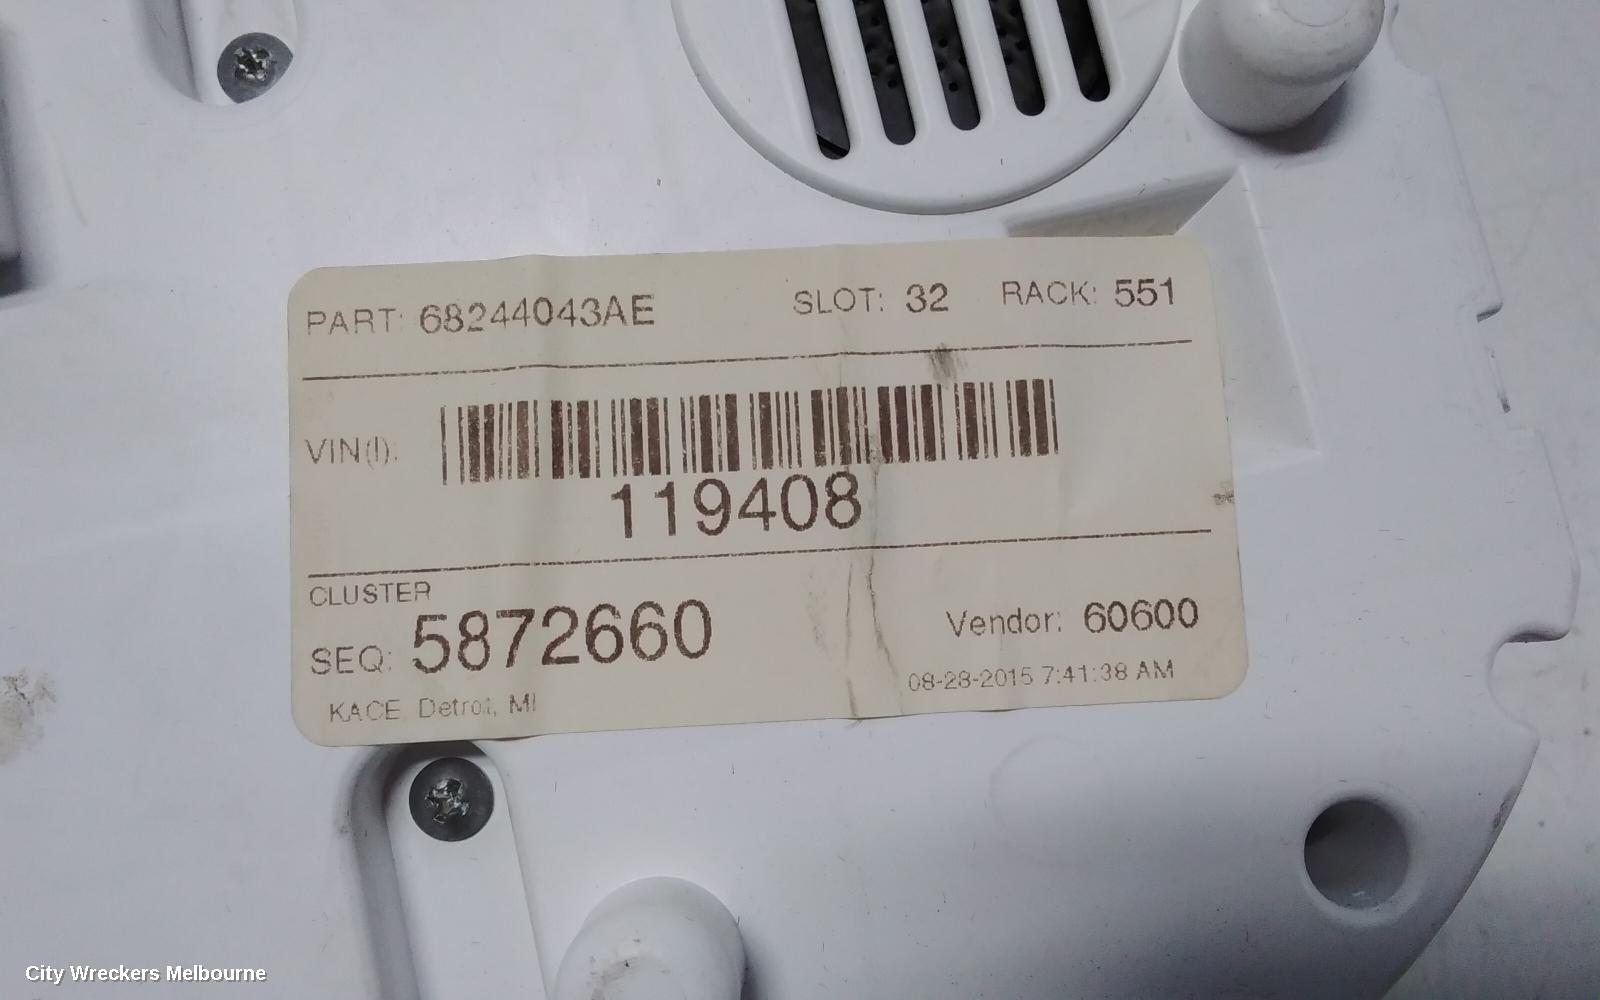 PART: 68244043AE SLOT: 32 RACK: 551
VIN(I):
119408
CLUSTER
SEQ: 5872660 Vendor: 60600
08-28-2015 7:41:38 AM
KACE, Detroit, MI
City Wreckers Melbourne